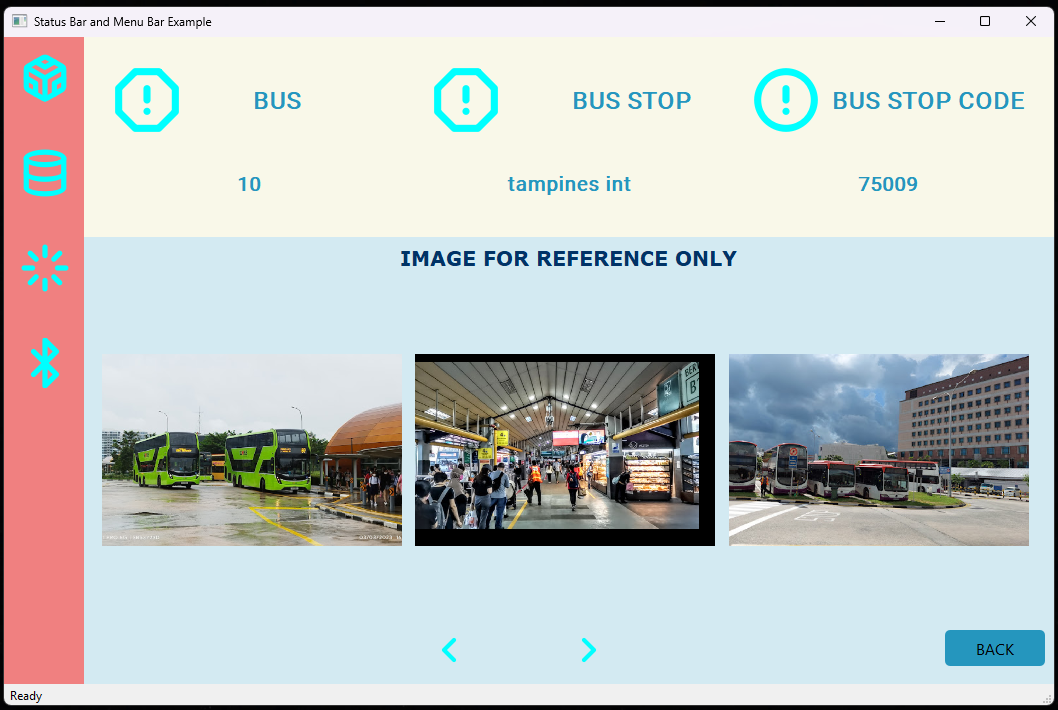 Status Bar and Menu Bar Example
BUS
BUS STOP
BUS STOP CODE
10
tampines int
75009
IMAGE FOR REFERENCE ONLY
BACK
Ready